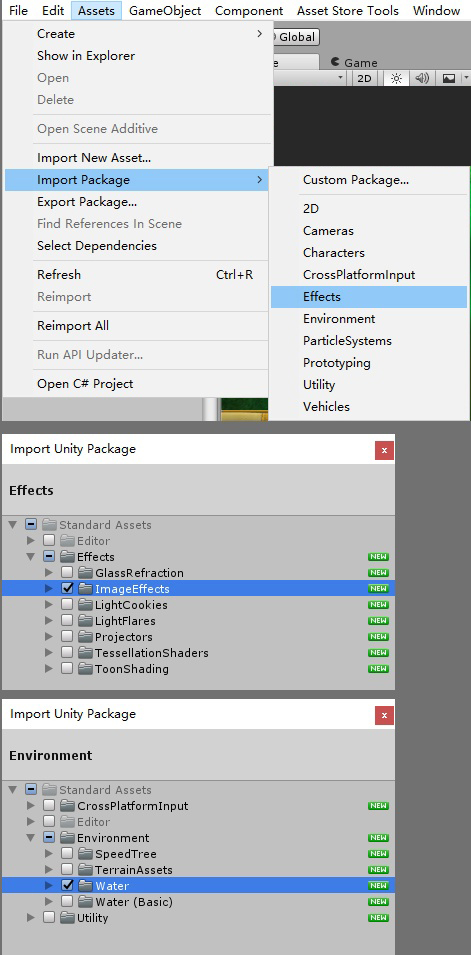 File Edit Assets GameObject Component Asset Store Tools Window
Create
Show in Explorer
Open
Delete
Open Scene Additive
Import New Asset...
Import Package
Export Package...
Find References In Scene
Select Dependencies
Refresh Ctrl+R
Reimport
Reimport All
Run API Updater...
Open C# Project
Global
Game
2D
Custom Package...
2D
Cameras
Characters
CrossPlatformInput
Effects
Environment
ParticleSystems
Prototyping
Utility
Vehicles
Import Unity Package x
Effects
Standard Assets
Editor
Effects NEW
GlassRefraction NEW
ImageEffects NEW
LightCookies NEW
LightFlares NEW
Projectors NEW
TessellationShaders NEW
ToonShading NEW
Import Unity Package x
Environment
Standard Assets
CrossPlatformInput NEW
Editor
Environment NEW
SpeedTree NEW
TerrainAssets NEW
Water NEW
Water (Basic) NEW
Utility NEW